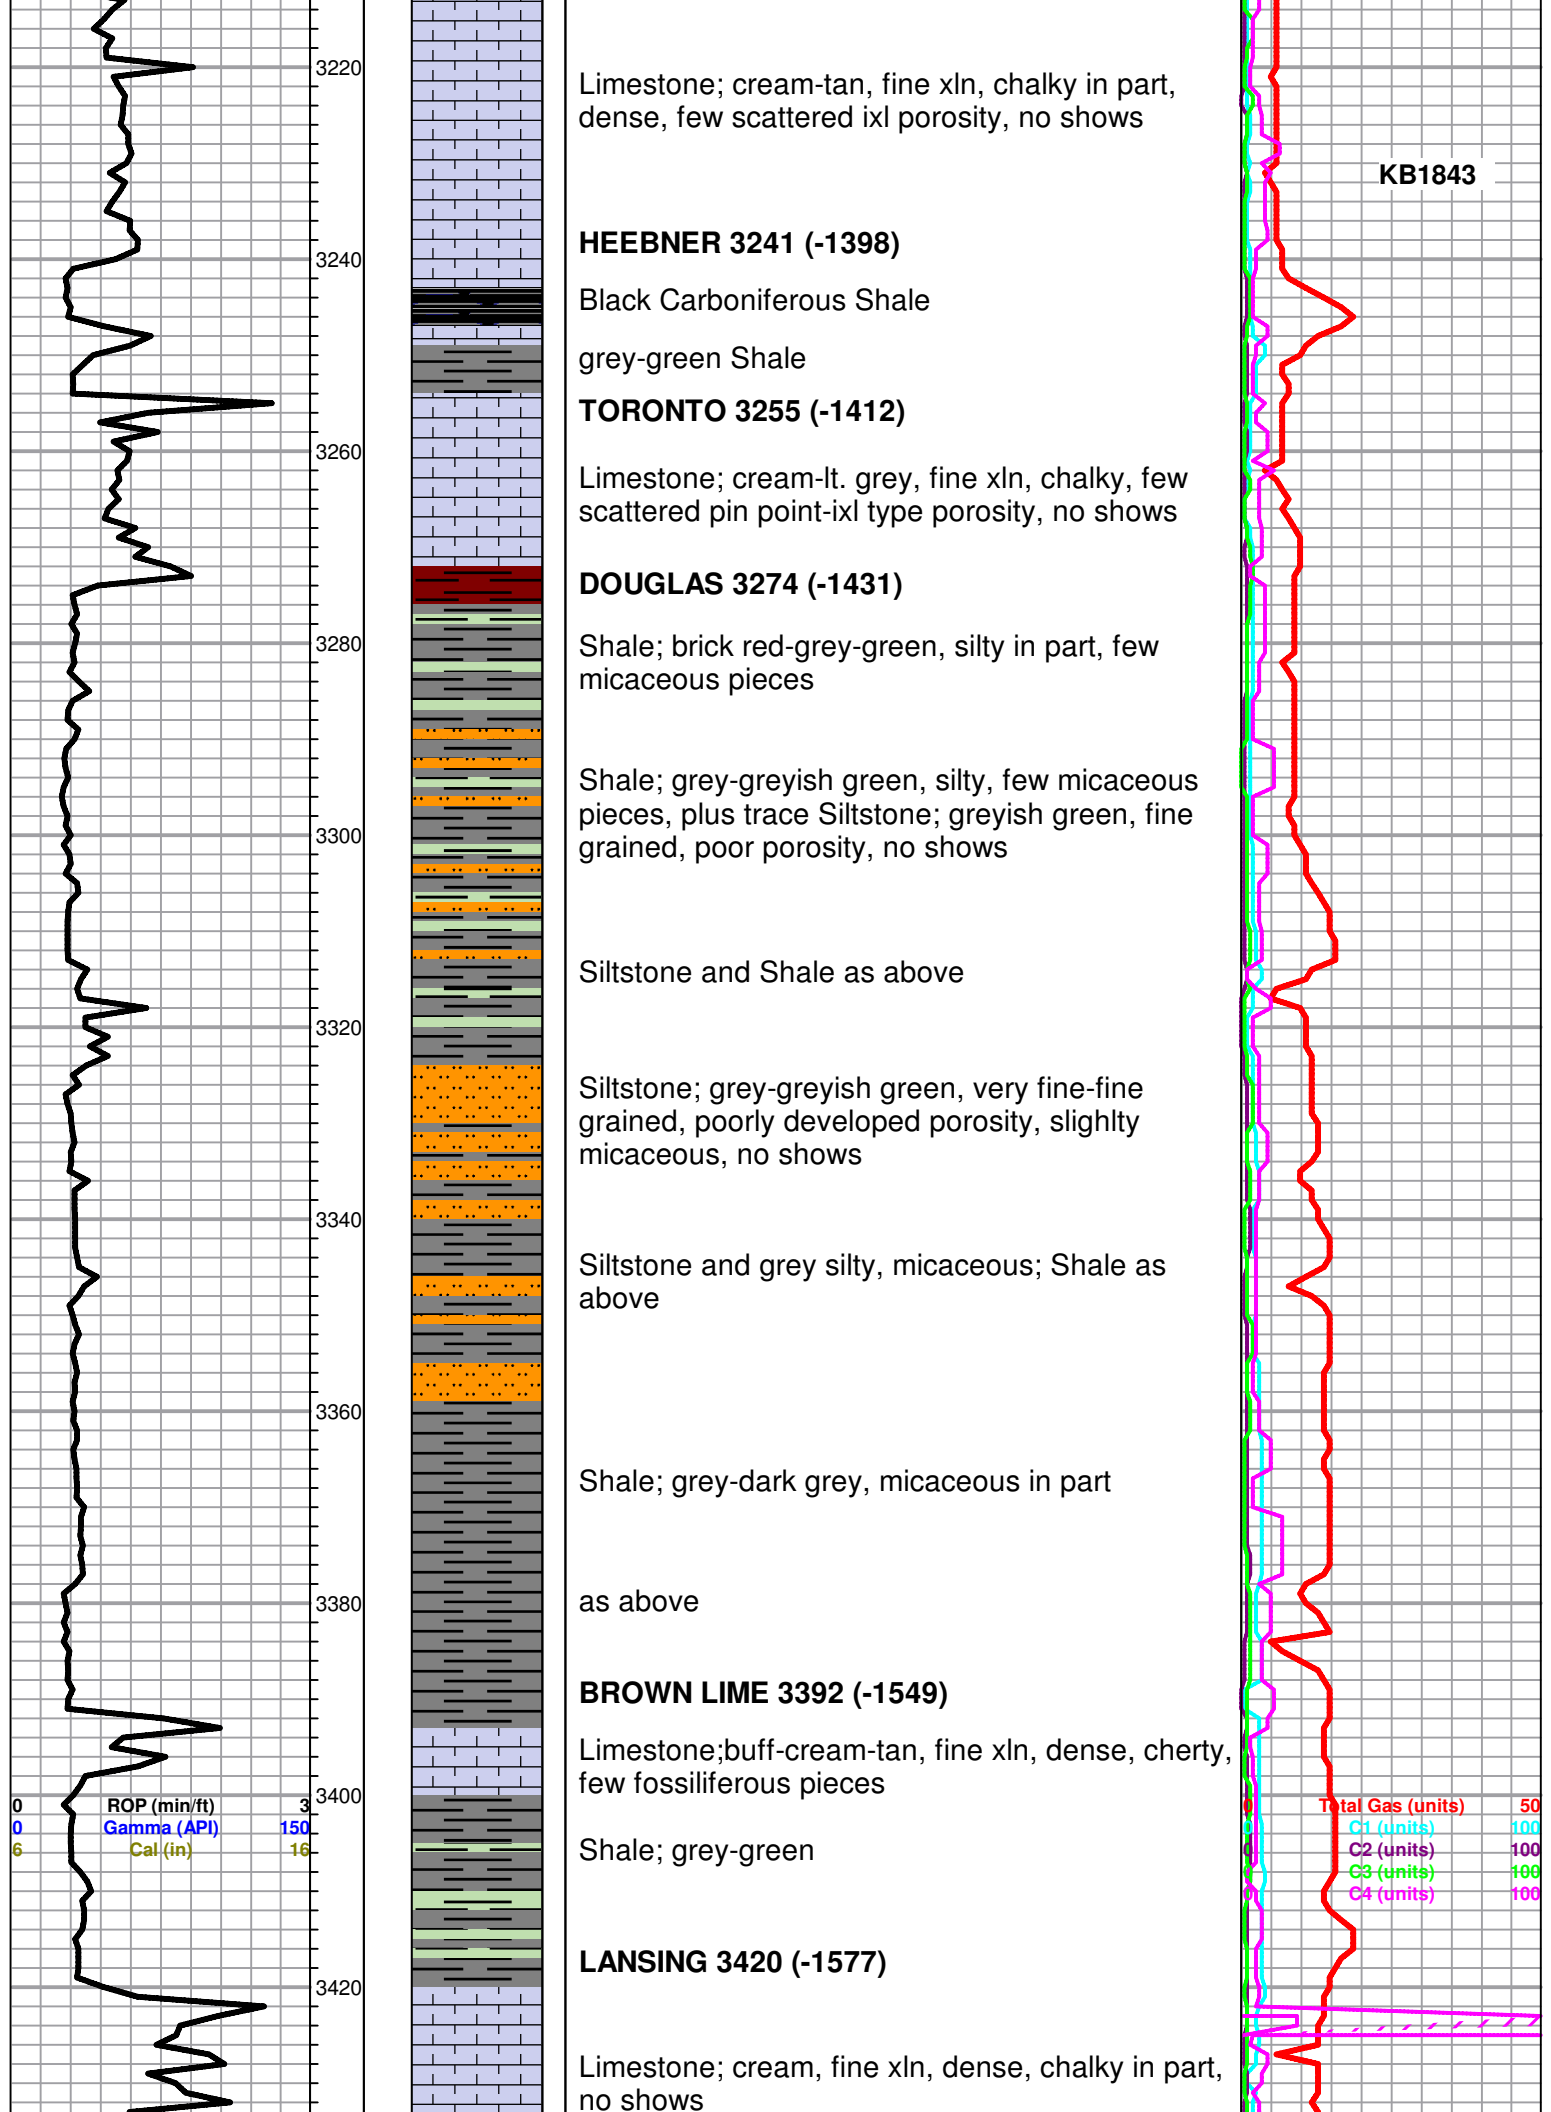 3220
Limestone; cream-tan, fine xln, chalky in part,
dense, few scattered ixl porosity, no shows
KB1843
HEEBNER 3241 (-1398)
3240
Black Carboniferous Shale
grey-green Shale
TORONTO 3255 (-1412)
3260
Limestone; cream-lt. grey, fine xln, chalky, few
scattered pin point-ixl type porosity, no shows
DOUGLAS 3274 (-1431)
3280
Shale; brick red-grey-green, silty in part, few
micaceous pieces
Shale; grey-greyish green, silty, few micaceous
pieces, plus trace Siltstone; greyish green, fine
grained, poor porosity, no shows
3300
Siltstone and Shale as above
3320
Siltstone; grey-greyish green, very fine-fine
grained, poorly developed porosity, slighlty
micaceous, no shows
3340
Siltstone and grey silty, micaceous; Shale as
above
3360
Shale; grey-dark grey, micaceous in part
3380
as above
BROWN LIME 3392 (-1549)
Limestone;buff-cream-tan, fine xln, dense, cherty,
few fossiliferous pieces
3400
0 ROP (min/ft) 3
0 Gamma (API) 150
6 Cal (in) 16
0 Total Gas (units) 50
0 C1 (units) 100
0 C2 (units) 100
0 C3 (units) 100
0 C4 (units) 100
Shale; grey-green
LANSING 3420 (-1577)
3420
Limestone; cream, fine xln, dense, chalky in part,
no shows